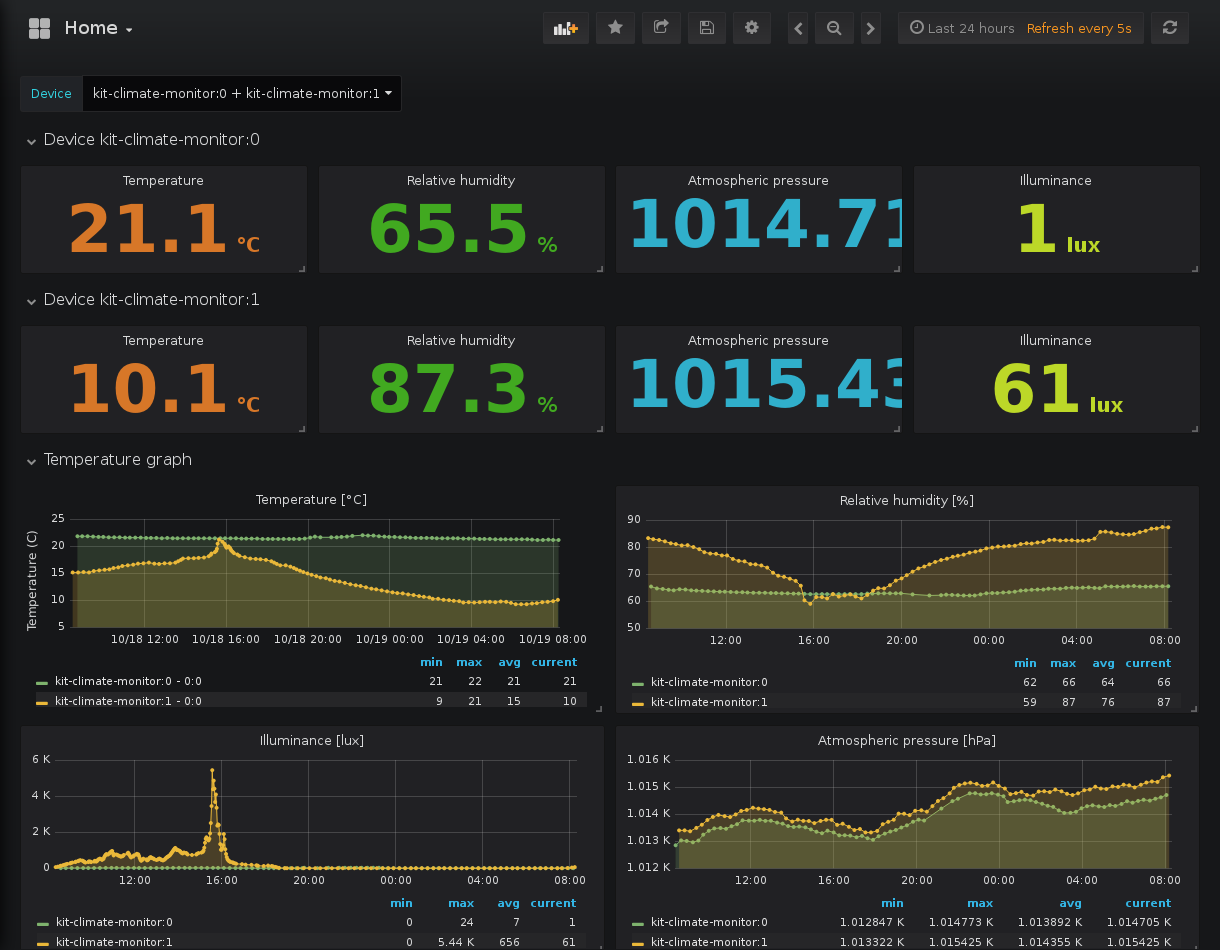 Home
Last 24 hours Refresh every 5s
Device kit-climate-monitor:0 + kit-climate-monitor:1
Device kit-climate-monitor:0
Temperature Relative humidity Atmospheric pressure Illuminance
21.1 °C 65.5 % 1014.71 1 lux
Device kit-climate-monitor:1
Temperature Relative humidity Atmospheric pressure Illuminance
10.1 °C 87.3 % 1015.43 61 lux
Temperature graph
Temperature [°C]
Temperature (C)
25
20
15
10
5
10/18 12:00 10/18 16:00 10/18 20:00 10/19 00:00 10/19 04:00 10/19 08:00
min max avg current
kit-climate-monitor:0 - 0:0 21 22 21 21
kit-climate-monitor:1 - 0:0 9 21 15 10
Relative humidity [%]
90
80
70
60
50
12:00 16:00 20:00 00:00 04:00 08:00
min max avg current
kit-climate-monitor:0 62 66 64 66
kit-climate-monitor:1 59 87 76 87
Illuminance [lux]
6 K
4 K
2 K
0
12:00 16:00 20:00 00:00 04:00 08:00
min max avg current
kit-climate-monitor:0 0 24 7 1
kit-climate-monitor:1 0 5.44 K 656 61
Atmospheric pressure [hPa]
1.016 K
1.015 K
1.014 K
1.013 K
1.012 K
12:00 16:00 20:00 00:00 04:00 08:00
min max avg current
kit-climate-monitor:0 1.012847 K 1.014773 K 1.013892 K 1.014705 K
kit-climate-monitor:1 1.013322 K 1.015425 K 1.014355 K 1.015425 K